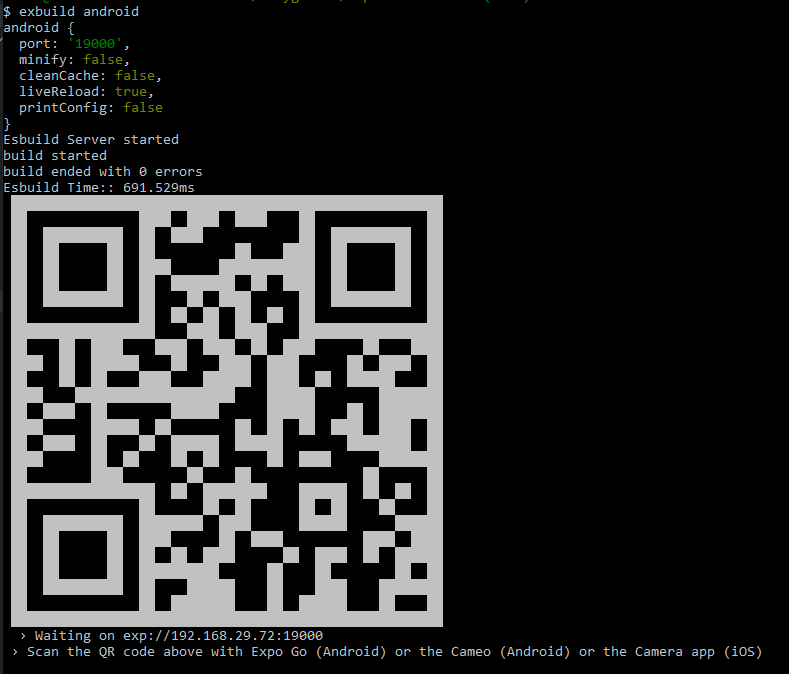 $ exbuild android
android {
  port: '19000',
  minify: false,
  cleanCache: false,
  liveReload: true,
  printConfig: false
}
Esbuild Server started
build started
build ended with 0 errors
Esbuild Time:: 691.529ms
› Waiting on exp://192.168.29.72:19000
› Scan the QR code above with Expo Go (Android) or the Cameo (Android) or the Camera app (iOS)